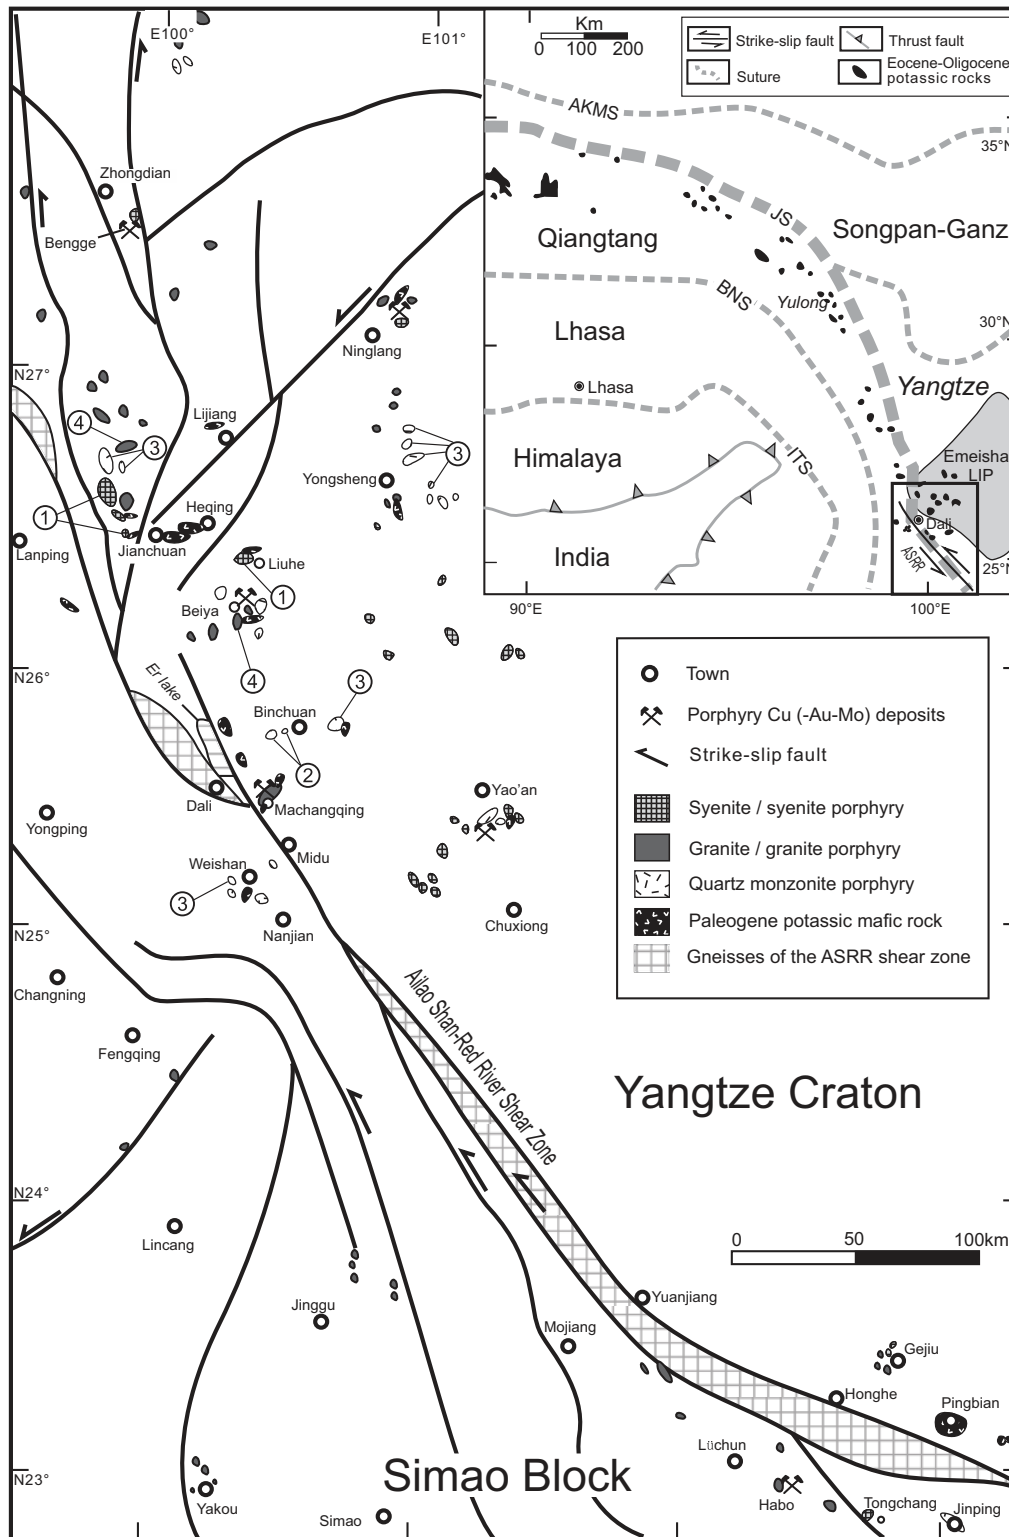 E100°
E101°
Km
0 100 200
Strike-slip fault
Thrust fault
Suture
Eocene-Oligocene
potassic rocks
AKMS
35°N
JS
Songpan-Ganz
Qiangtang
BNS
Yulong
30°N
Lhasa
Lhasa
Yangtze
Himalaya
ITS
Emeisha
LIP
Dali
India
ASRR
25°N
90°E
100°E
Zhongdian
Bengge
Ninglang
N27°
4
3
Lijiang
3
Yongsheng
1
Heqing
Lanping
Jianchuan
Liuhe
1
Beiya
N26°
4
Er lake
3
Binchuan
2
Dali
Machangqing
Yao'an
Yongping
Midu
Weishan
3
Chuxiong
N25°
Nanjian
Town
Porphyry Cu (-Au-Mo) deposits
Strike-slip fault
Syenite / syenite porphyry
Granite / granite porphyry
Quartz monzonite porphyry
Paleogene potassic mafic rock
Gneisses of the ASRR shear zone
Changning
Ailao Shan-Red River Shear Zone
Fengqing
Yangtze Craton
N24°
Lincang
0 50 100km
Jinggu
Yuanjiang
Mojiang
Gejiu
Honghe
Pingbian
Lüchun
N23°
Simao Block
Yakou
Simao
Habo
Tongchang
Jinping